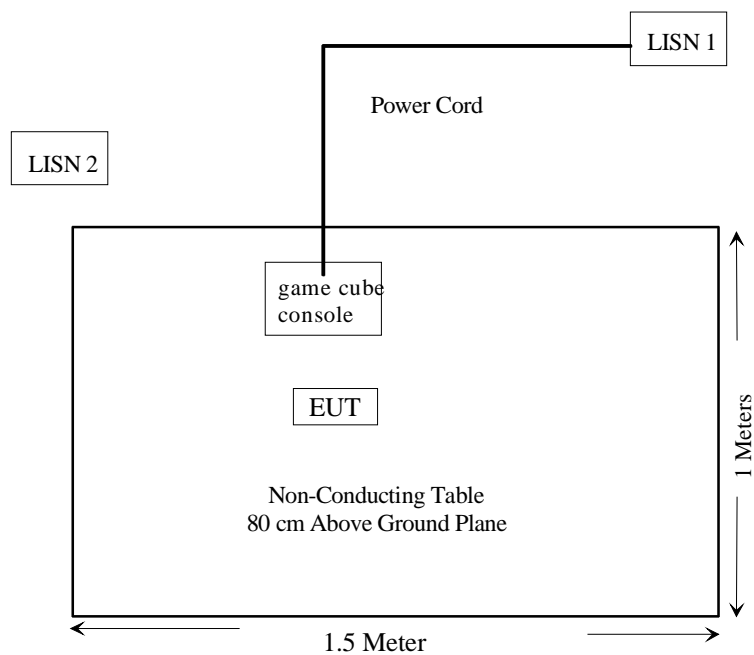 LISN 1
Power Cord
LISN 2
game cube
console
EUT
Non-Conducting Table
80 cm Above Ground Plane
1 Meters
1.5 Meter